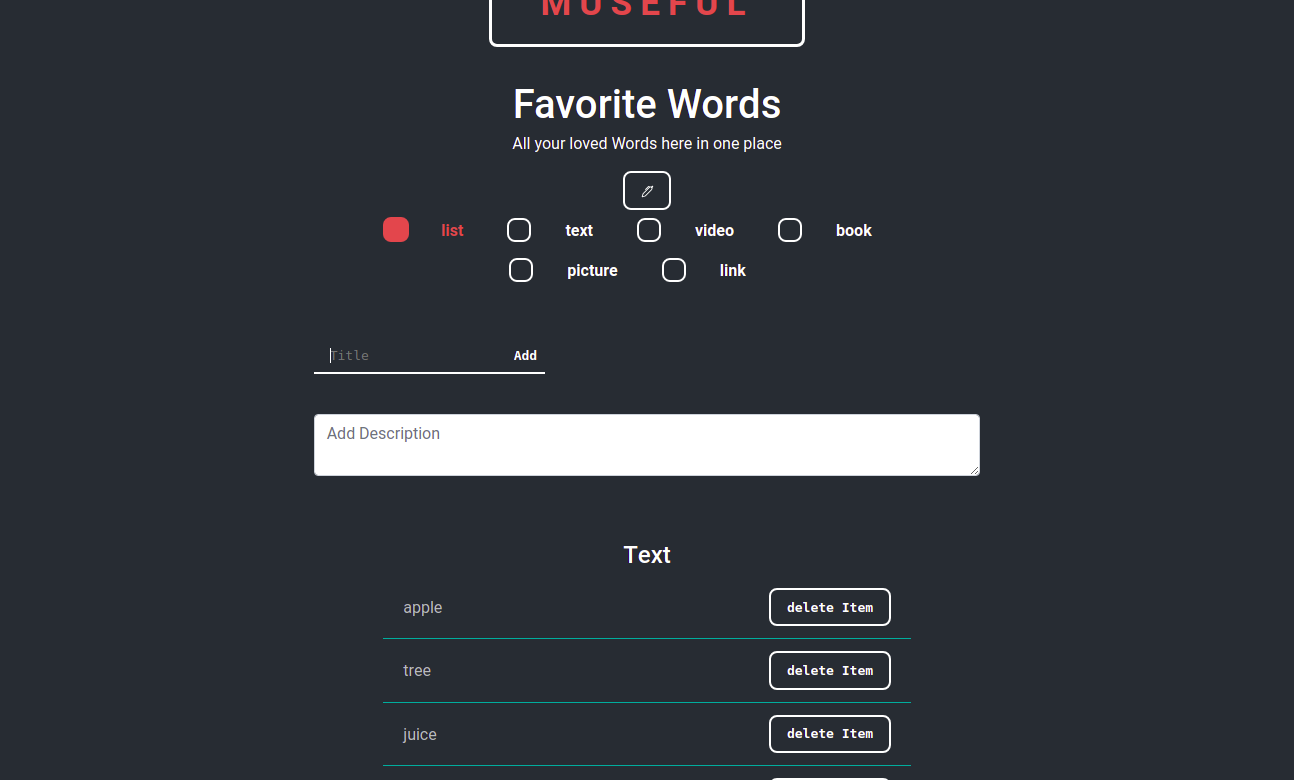 MUSEFUL
Favorite Words
All your loved Words here in one place
list text video book
picture link
Title Add
Add Description
Text
apple delete Item
tree delete Item
juice delete Item